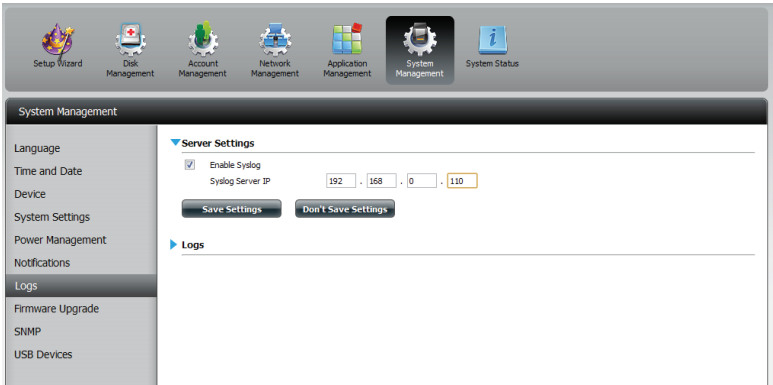 Setup Wizard
Disk Management
Account Management
Network Management
Application Management
System Management
System Status
System Management
Language
Time and Date
Device
System Settings
Power Management
Notifications
Logs
Firmware Upgrade
SNMP
USB Devices
Server Settings
Enable Syslog
Syslog Server IP 192 . 168 . 0 . 110
Save Settings Don't Save Settings
Logs